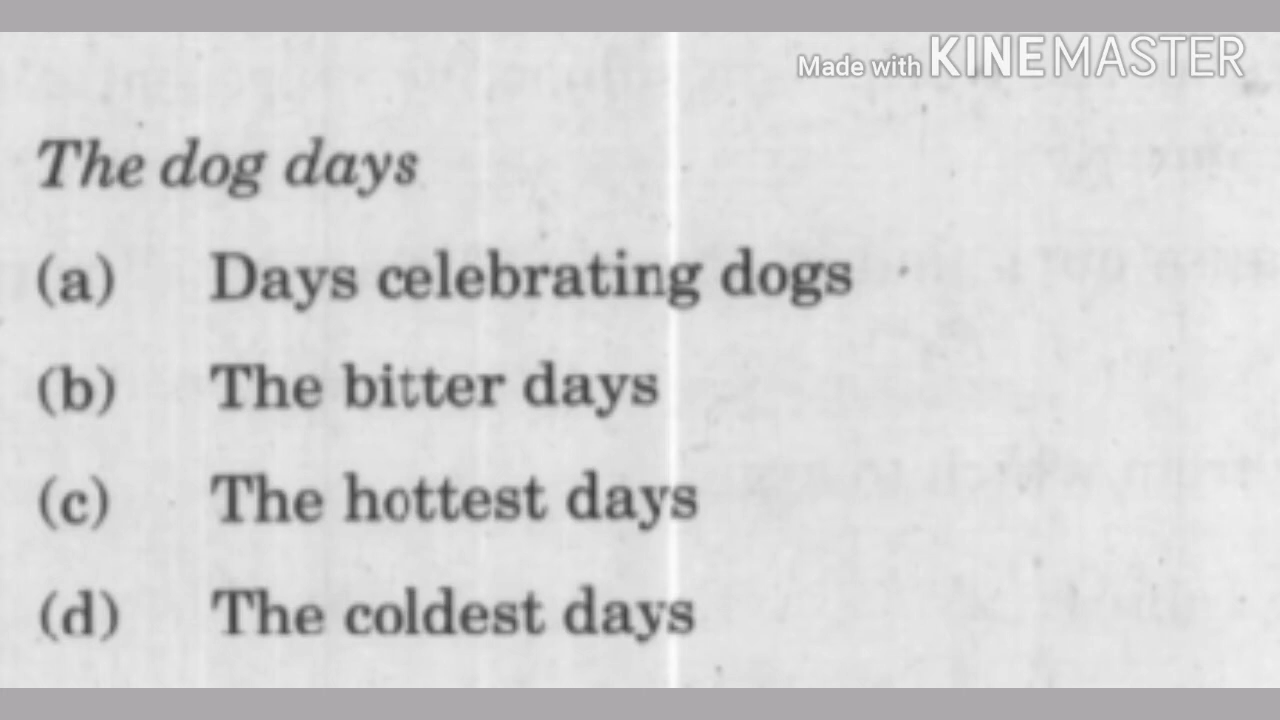 Made with KINEMASTER
The dog days
(a) Days celebrating dogs
(b) The bitter days
(c) The hottest days
(d) The coldest days